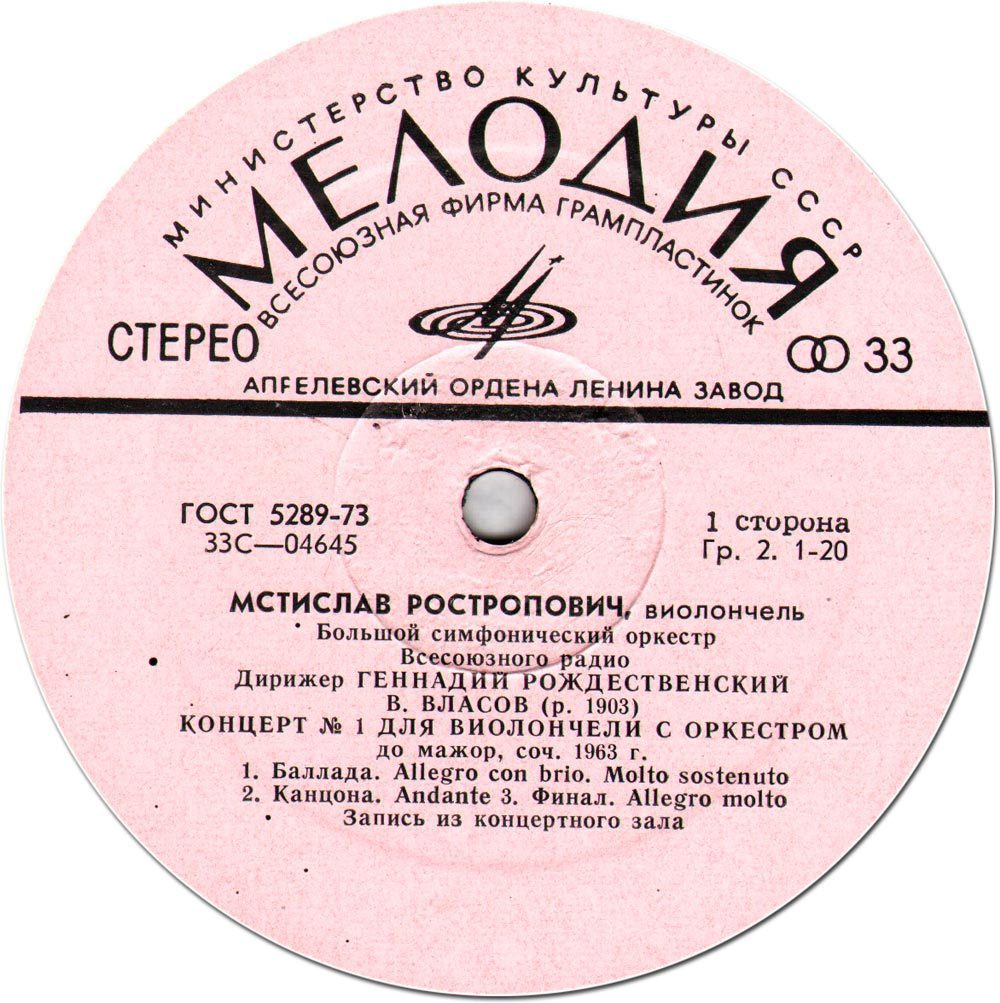 МИНИСТЕРСТВО КУЛЬТУРЫ СССР
МЕЛОДИЯ
ВСЕСОЮЗНАЯ ФИРМА ГРАМПЛАСТИНОК
СТЕРЕО
33
АПРЕЛЕВСКИЙ ОРДЕНА ЛЕНИНА ЗАВОД
ГОСТ 5289-73
33С—04645
1 сторона
Гр. 2. 1-20
МСТИСЛАВ РОСТРОПОВИЧ, виолончель
Большой симфонический оркестр
Всесоюзного радио
Дирижер ГЕННАДИЙ РОЖДЕСТВЕНСКИЙ
В. ВЛАСОВ (р. 1903)
КОНЦЕРТ № 1 ДЛЯ ВИОЛОНЧЕЛИ С ОРКЕСТРОМ
до мажор, соч. 1963 г.
1. Баллада. Allegro con brio. Molto sostenuto
2. Канцона. Andante 3. Финал. Allegro molto
Запись из концертного зала